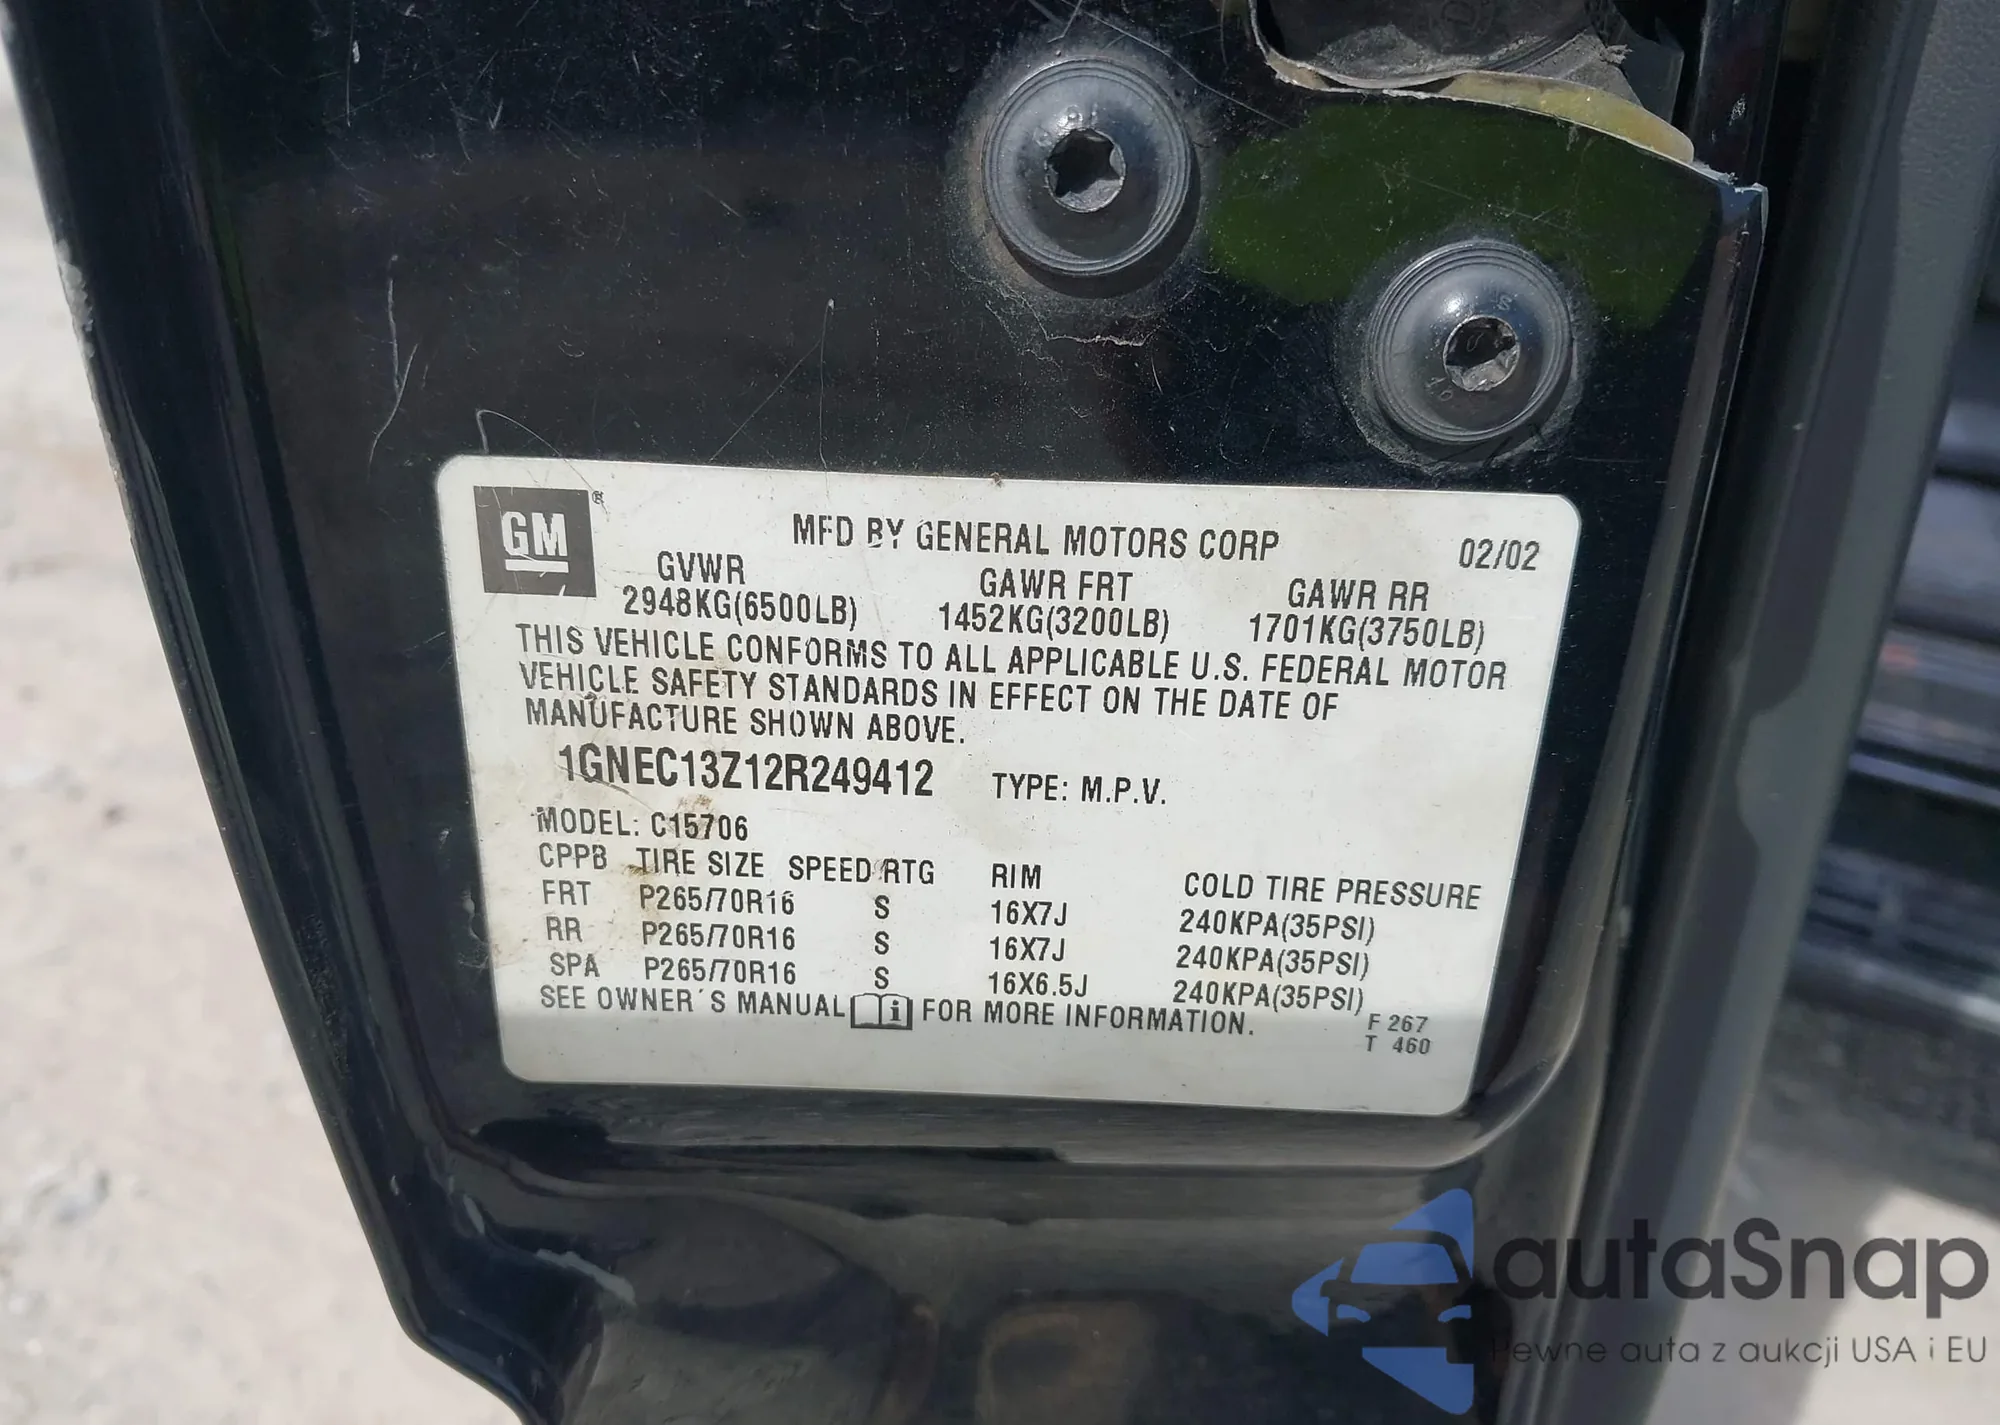 GM ®
MFD BY GENERAL MOTORS CORP 02/02
GVWR GAWR FRT GAWR RR
2948KG(6500LB) 1452KG(3200LB) 1701KG(3750LB)
THIS VEHICLE CONFORMS TO ALL APPLICABLE U.S. FEDERAL MOTOR
VEHICLE SAFETY STANDARDS IN EFFECT ON THE DATE OF
MANUFACTURE SHOWN ABOVE.
1GNEC13Z12R249412 TYPE: M.P.V.
MODEL: C15706
CPPB TIRE SIZE SPEED RTG RIM COLD TIRE PRESSURE
FRT P265/70R16 S 16X7J 240KPA(35PSI)
RR P265/70R16 S 16X7J 240KPA(35PSI)
SPA P265/70R16 S 16X6.5J 240KPA(35PSI)
SEE OWNER´S MANUAL i FOR MORE INFORMATION.
F 267
T 460
autaSnap
Pewne auta z aukcji USA i EU